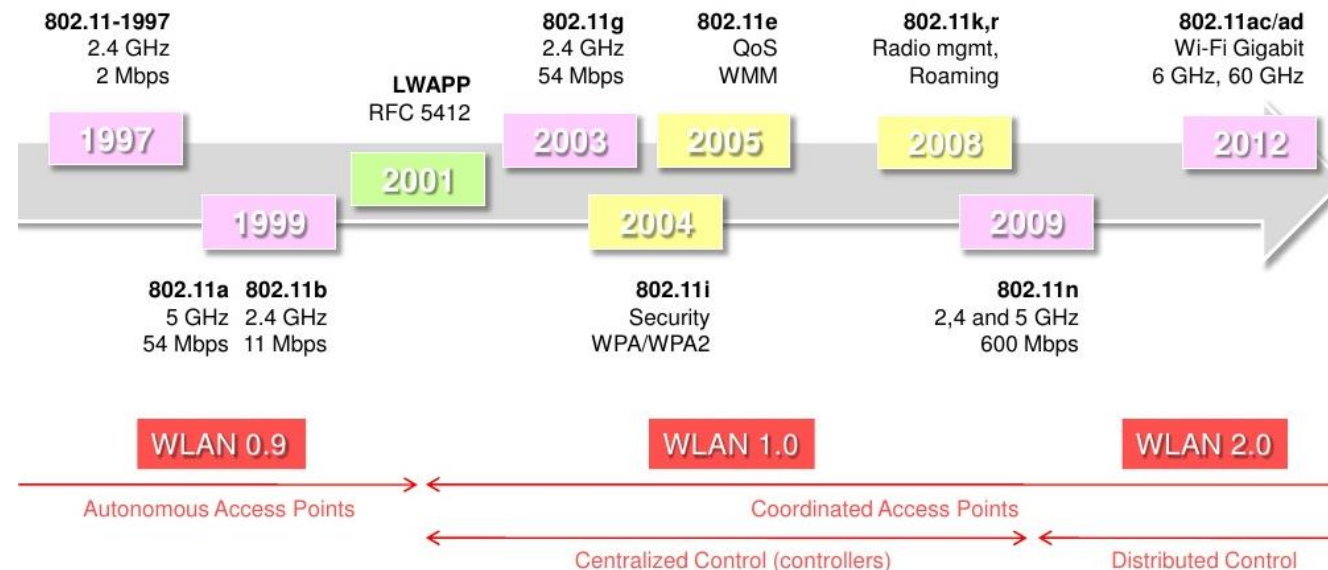 802.11-1997
2.4 GHz
2 Mbps
LWAPP
RFC 5412
802.11g
2.4 GHz
54 Mbps
802.11e
QoS
WMM
802.11k,r
Radio mgmt,
Roaming
802.11ac/ad
Wi-Fi Gigabit
6 GHz, 60 GHz
1997
1999
2001
2003
2004
2005
2008
2009
2012
802.11a 802.11b
5 GHz 2.4 GHz
54 Mbps 11 Mbps
802.11i
Security
WPA/WPA2
802.11n
2,4 and 5 GHz
600 Mbps
WLAN 0.9
WLAN 1.0
WLAN 2.0
Autonomous Access Points
Coordinated Access Points
Centralized Control (controllers)
Distributed Control